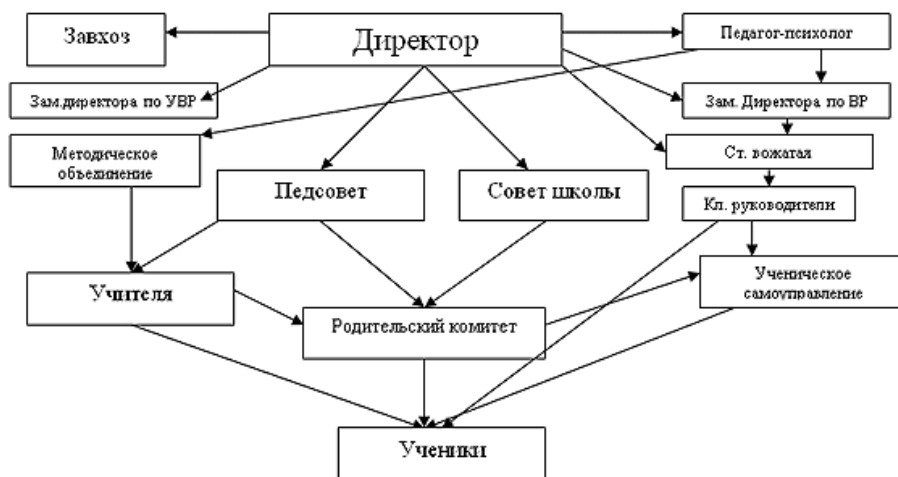 Завхоз
Директор
Педагог-психолог
Зам.директора по УВР
Зам. Директора по ВР
Методическое
объединение
Ст. вожатая
Педсовет
Совет школы
Кл. руководители
Учителя
Ученическое
самоуправление
Родительский комитет
Ученики